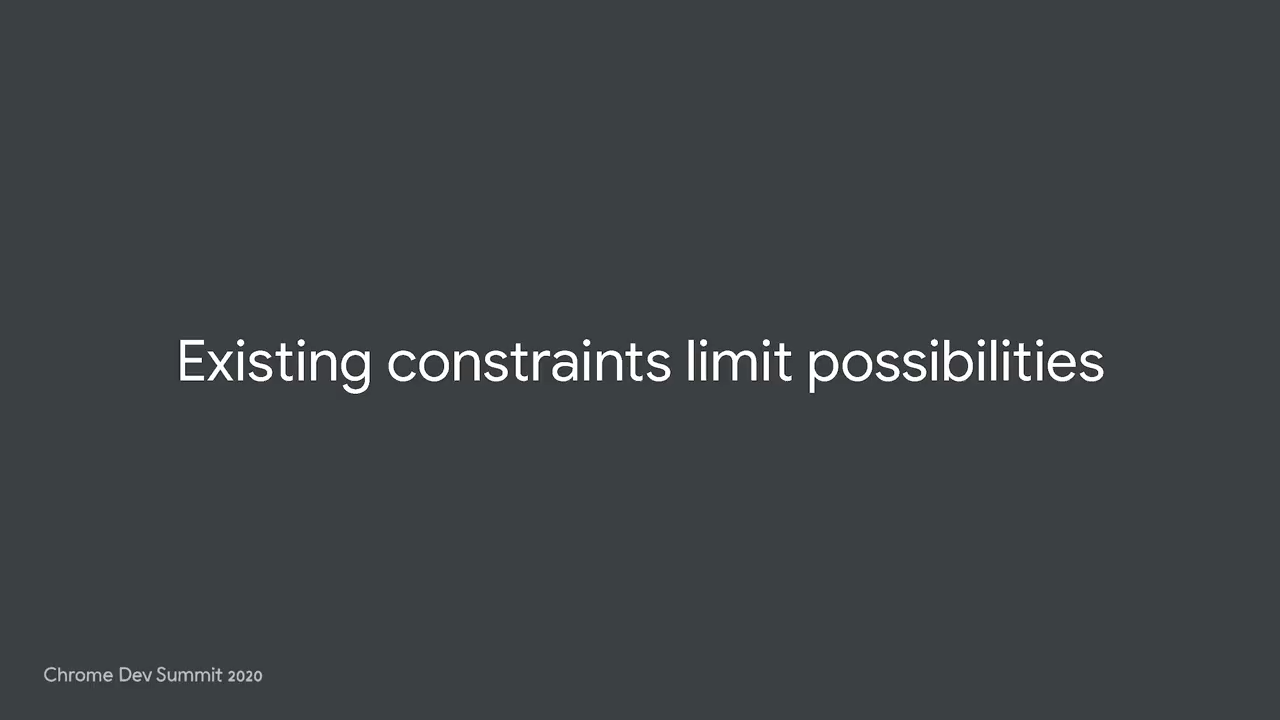 Existing constraints limit possibilities
Chrome Dev Summit 2020